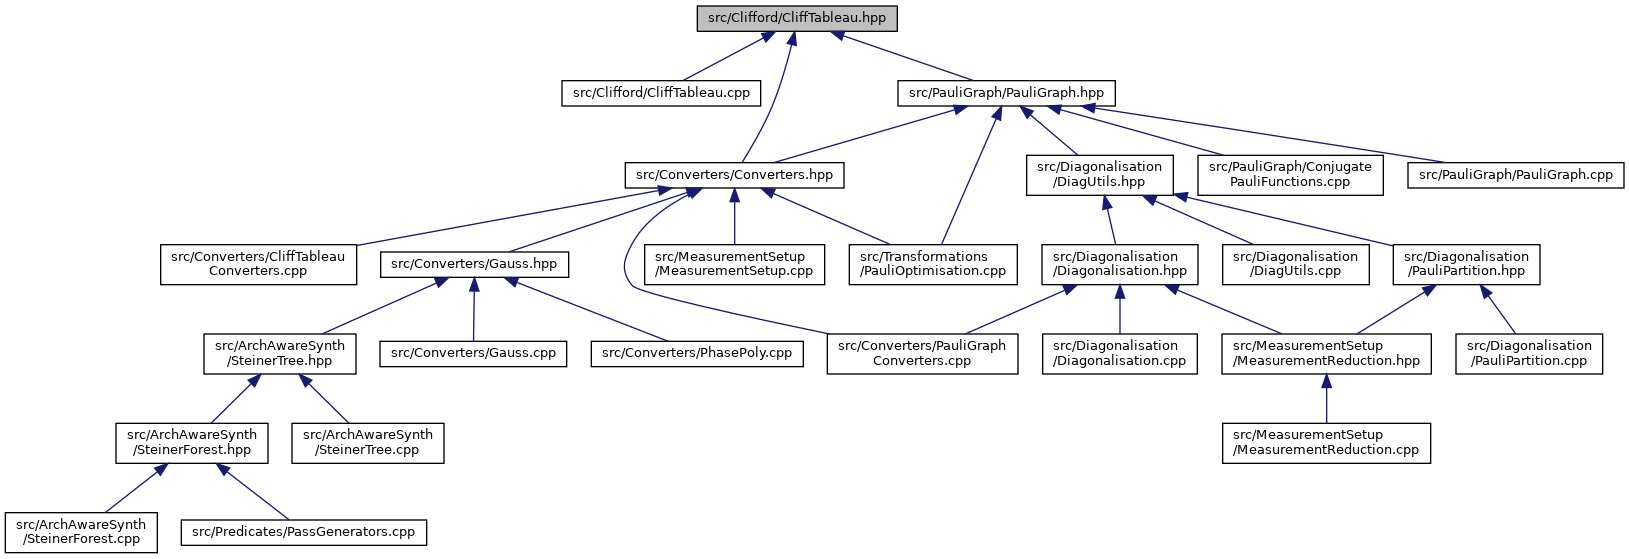 src/Clifford/CliffTableau.hpp
src/Clifford/CliffTableau.cpp
src/PauliGraph/PauliGraph.hpp
src/Converters/Converters.hpp
src/Diagonalisation
/DiagUtils.hpp
src/PauliGraph/Conjugate
PauliFunctions.cpp
src/PauliGraph/PauliGraph.cpp
src/Converters/CliffTableau
Converters.cpp
src/Converters/Gauss.hpp
src/MeasurementSetup
/MeasurementSetup.cpp
src/Transformations
/PauliOptimisation.cpp
src/Diagonalisation
/Diagonalisation.hpp
src/Diagonalisation
/DiagUtils.cpp
src/Diagonalisation
/PauliPartition.hpp
src/ArchAwareSynth
/SteinerTree.hpp
src/Converters/Gauss.cpp
src/Converters/PhasePoly.cpp
src/Converters/PauliGraph
Converters.cpp
src/Diagonalisation
/Diagonalisation.cpp
src/MeasurementSetup
/MeasurementReduction.hpp
src/Diagonalisation
/PauliPartition.cpp
src/ArchAwareSynth
/SteinerForest.hpp
src/ArchAwareSynth
/SteinerTree.cpp
src/MeasurementSetup
/MeasurementReduction.cpp
src/ArchAwareSynth
/SteinerForest.cpp
src/Predicates/PassGenerators.cpp